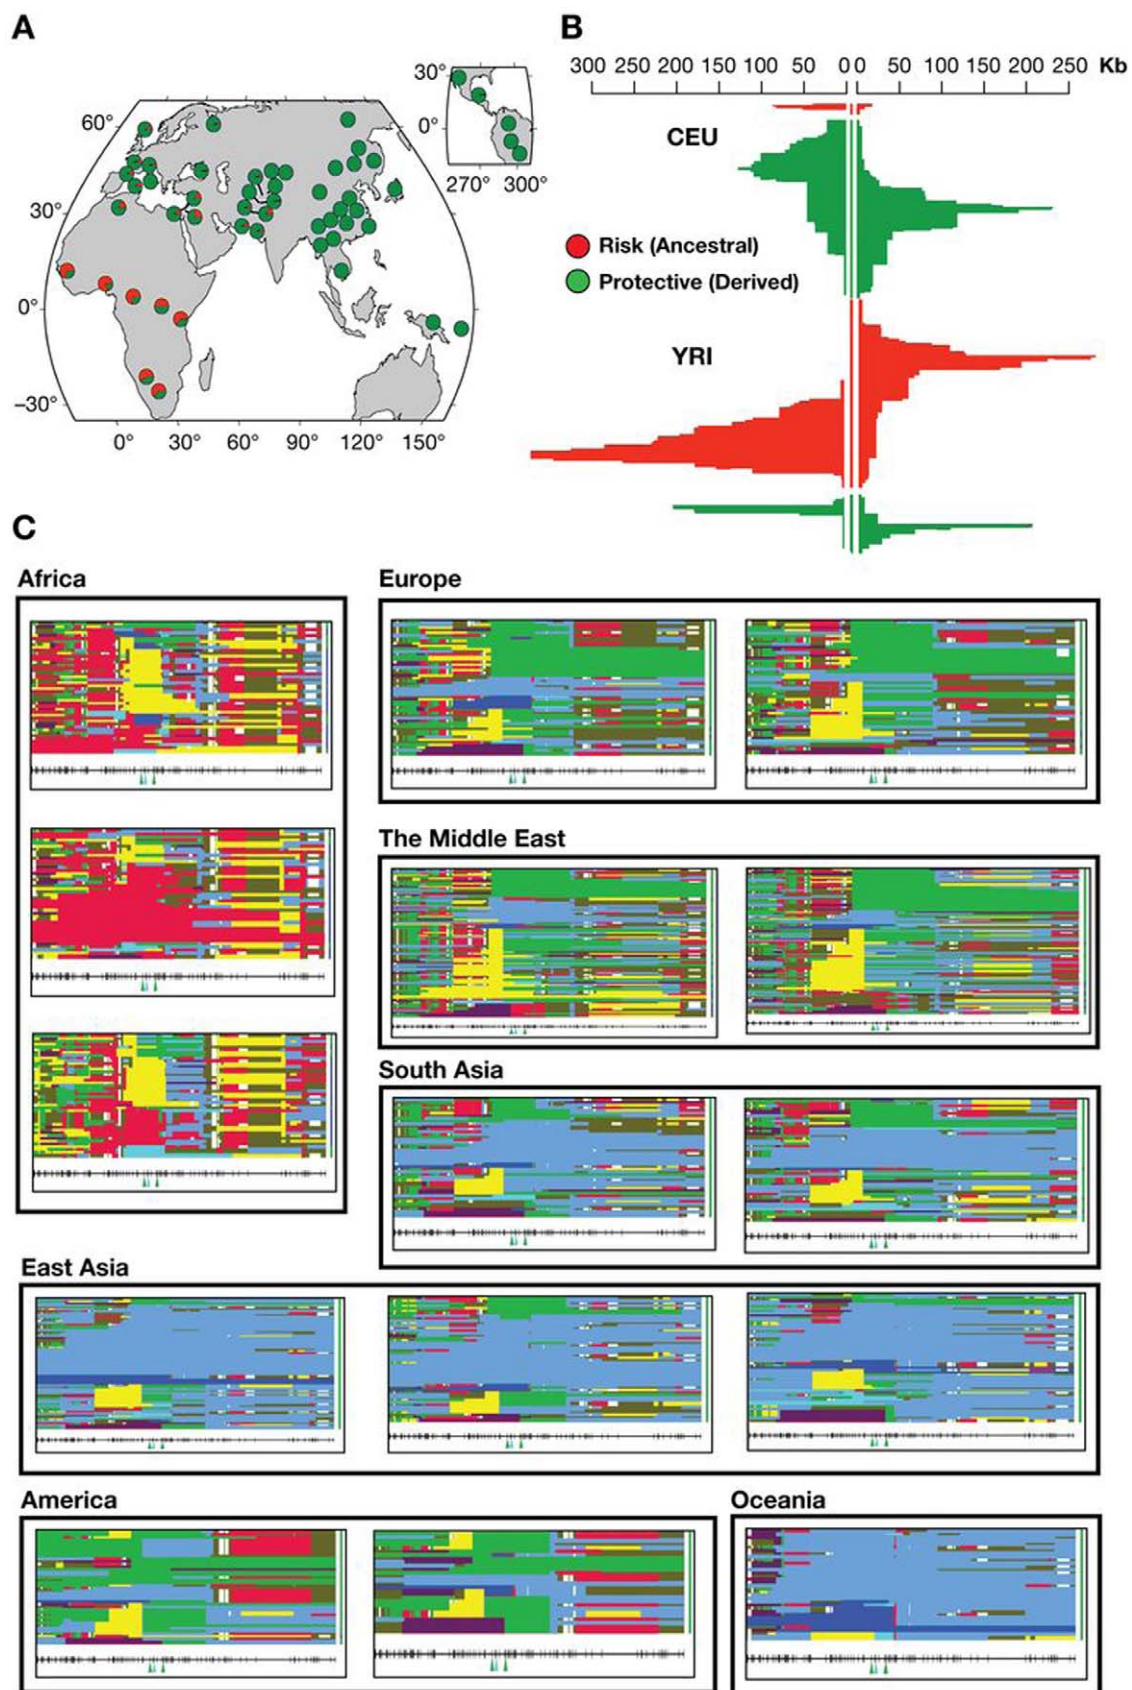 A
B
30°
0°
270° 300°
60°
30°
0°
−30°
0° 30° 60° 90° 120° 150°
300 250 200 150 100 50 0 0 50 100 150 200 250 Kb
CEU
Risk (Ancestral)
Protective (Derived)
YRI
C
Africa
Europe
The Middle East
South Asia
East Asia
America
Oceania